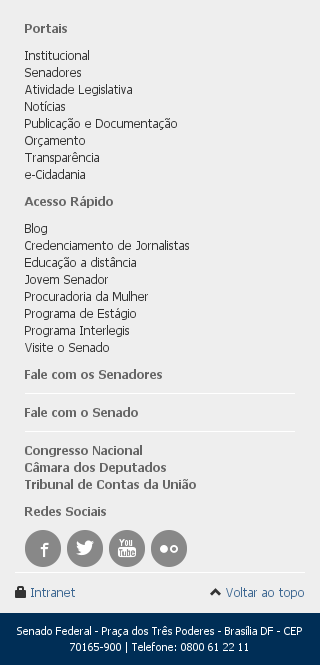 Portais
Institucional
Senadores
Atividade Legislativa
Notícias
Publicação e Documentação
Orçamento
Transparência
e-Cidadania
Acesso Rápido
Blog
Credenciamento de Jornalistas
Educação a distância
Jovem Senador
Procuradoria da Mulher
Programa de Estágio
Programa Interlegis
Visite o Senado
Fale com os Senadores
Fale com o Senado
Congresso Nacional
Câmara dos Deputados
Tribunal de Contas da União
Redes Sociais
You
Tube
Intranet
Voltar ao topo
Senado Federal - Praça dos Três Poderes - Brasília DF - CEP
70165-900 | Telefone: 0800 61 22 11